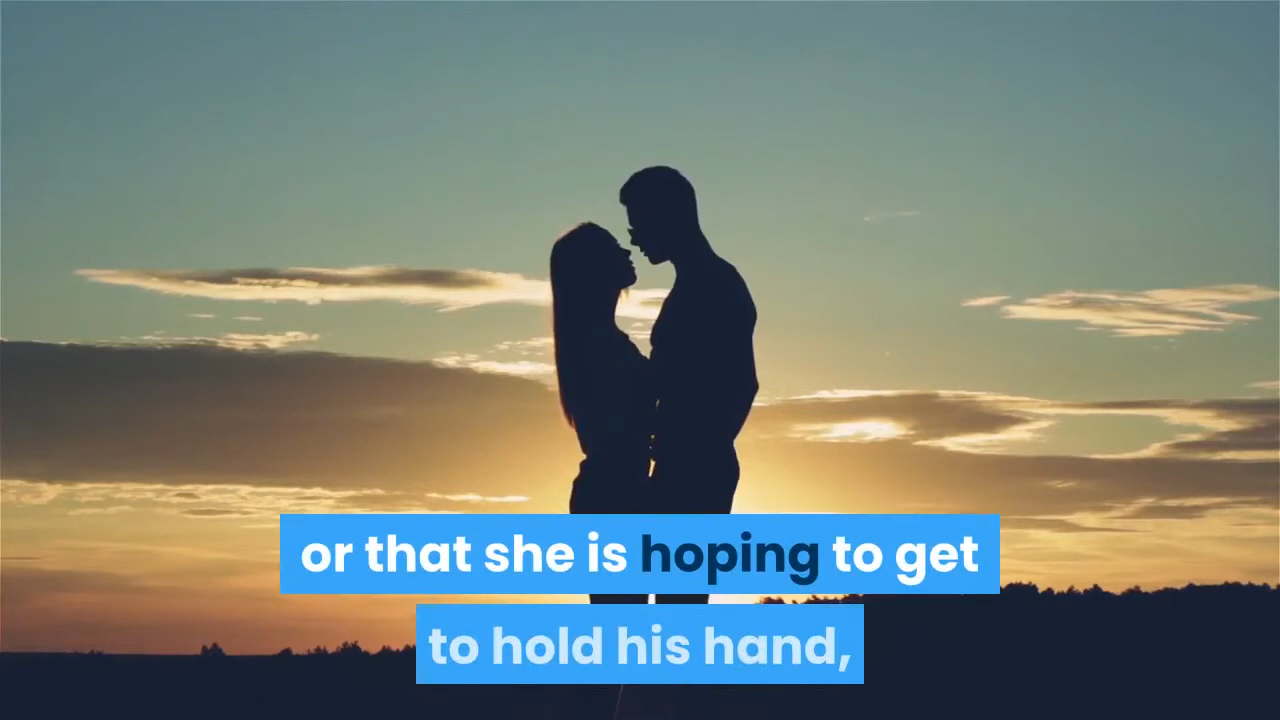 or that she is hoping to get
to hold his hand,